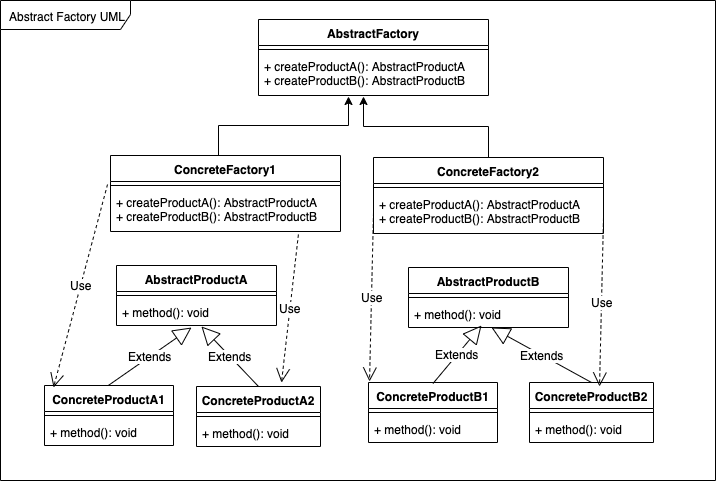 Abstract Factory UML
AbstractFactory
+ createProductA(): AbstractProductA
+ createProductB(): AbstractProductB
ConcreteFactory1
+ createProductA(): AbstractProductA
+ createProductB(): AbstractProductB
ConcreteFactory2
+ createProductA(): AbstractProductA
+ createProductB(): AbstractProductB
Use
AbstractProductA
+ method(): void
Use
Use
AbstractProductB
+ method(): void
Use
Extends
Extends
Extends
Extends
ConcreteProductA1
+ method(): void
ConcreteProductA2
+ method(): void
ConcreteProductB1
+ method(): void
ConcreteProductB2
+ method(): void